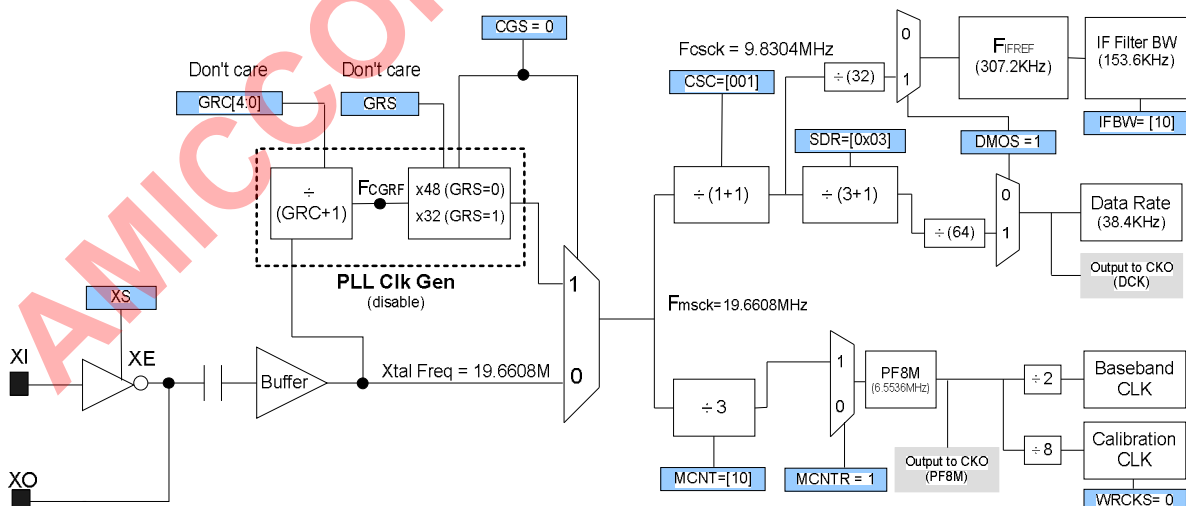 CGS = 0
Don't care
Don't care
GRC[4:0]
GRS
÷
(GRC+1)
FCGRF
x48 (GRS=0)
x32 (GRS=1)
PLL Clk Gen
(disable)
XS
XI
XE
XO
Buffer
Xtal Freq = 19.6608M
1
0
Fmsck=19.6608MHz
Fcsck = 9.8304MHz
CSC=[001]
÷ (1+1)
÷ (32)
0
1
FIFREF
(307.2KHz)
IF Filter BW
(153.6KHz)
IFBW= [10]
SDR=[0x03]
÷ (3+1)
÷ (64)
DMOS =1
0
1
Data Rate
(38.4KHz)
Output to CKO
(DCK)
÷ 3
MCNT=[10]
1
0
MCNTR = 1
PF8M
(6.5536MHz)
Output to CKO
(PF8M)
÷2
Baseband
CLK
÷8
Calibration
CLK
WRCKS= 0
AMICCO